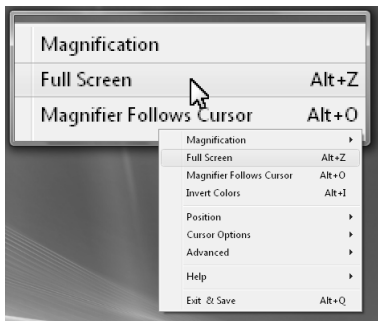 Magnification
Full Screen Alt+Z
Magnifier Follows Cursor Alt+O
Magnification
Full Screen Alt+Z
Magnifier Follows Cursor Alt+O
Invert Colors Alt+I
Position
Cursor Options
Advanced
Help
Exit & Save Alt+Q